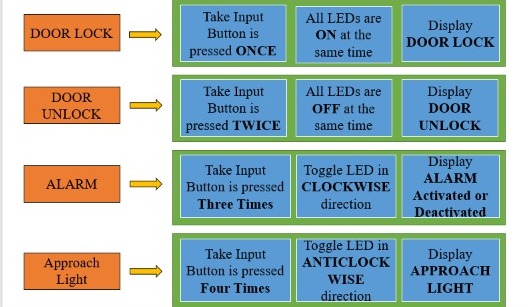 DOOR LOCK
Take Input
Button is
pressed ONCE
All LEDs are
ON at the
same time
Display
DOOR LOCK
DOOR
UNLOCK
Take Input
Button is
pressed TWICE
All LEDs are
OFF at the
same time
Display
DOOR
UNLOCK
ALARM
Take Input
Button is pressed
Three Times
Toggle LED in
CLOCKWISE
direction
Display
ALARM
Activated or
Deactivated
Approach
Light
Take Input
Button is pressed
Four Times
Toggle LED in
ANTICLOCK
WISE
direction
Display
APPROACH
LIGHT